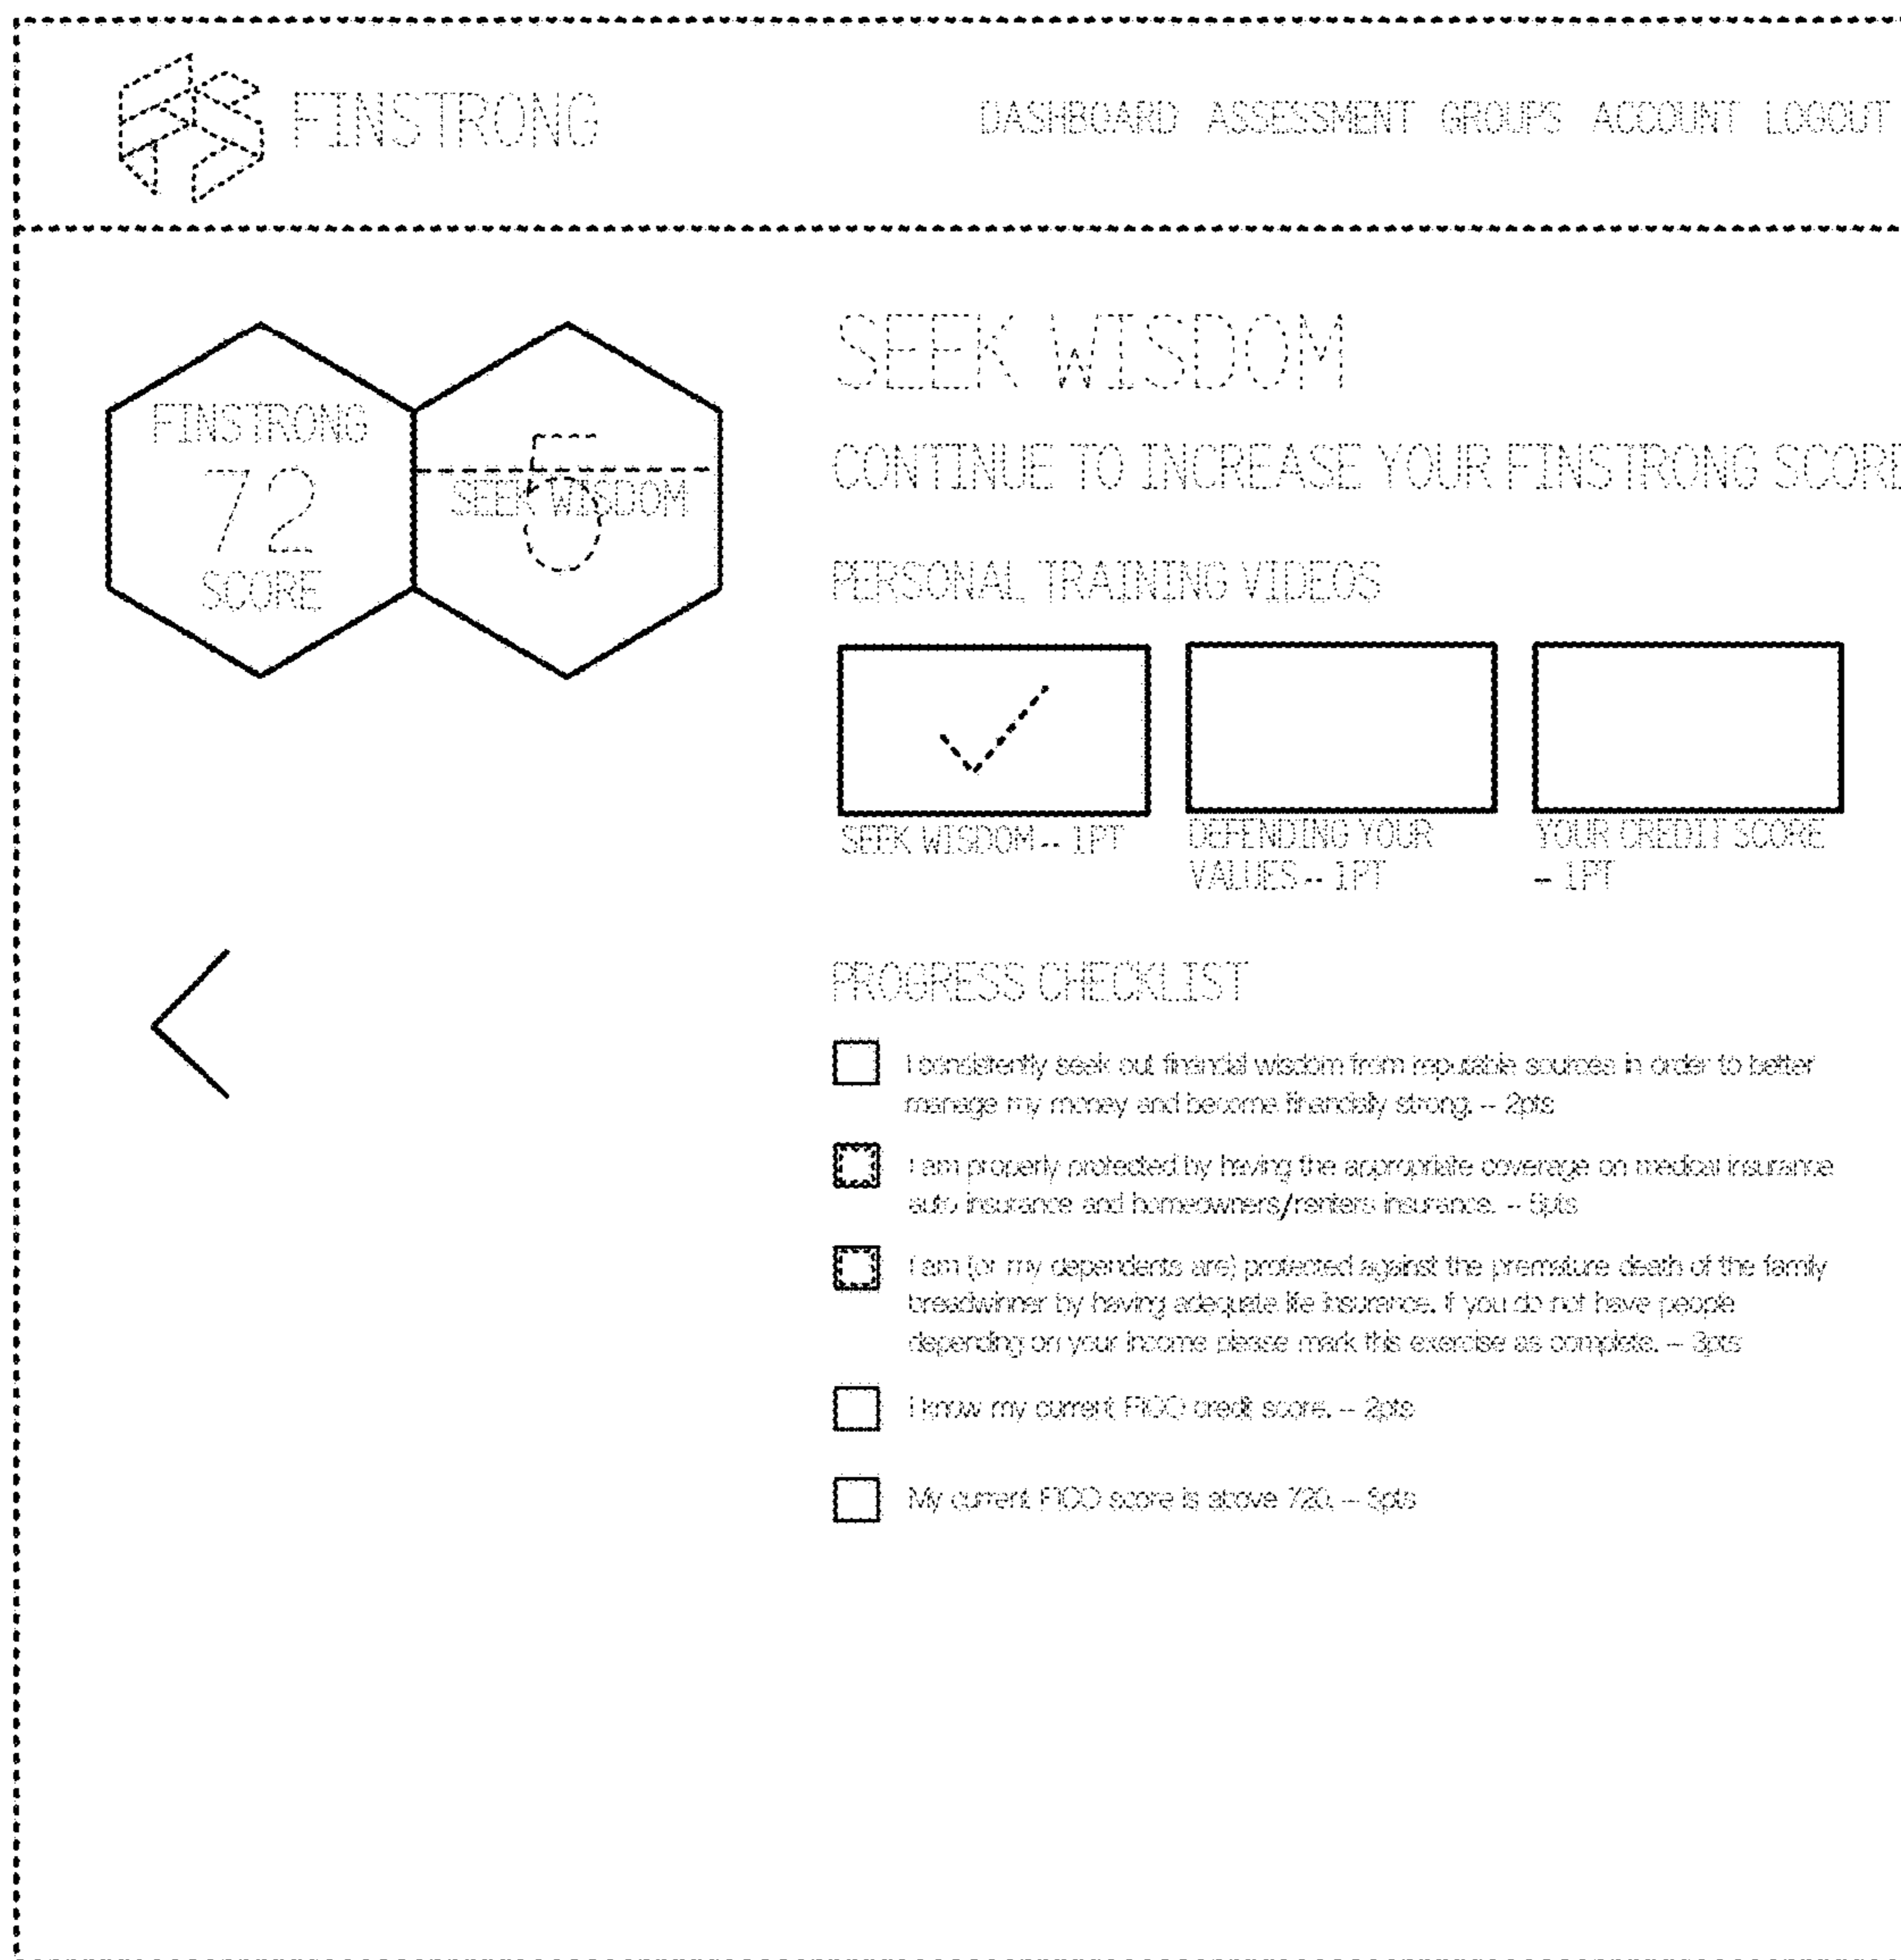 FINSTRONG
DASHBOARD ASSESSMENT GROUPS ACCOUNT LOGOUT
FINSTRONG
72
SCORE
5
SEEK WISDOM
SEEK WISDOM
CONTINUE TO INCREASE YOUR FINSTRONG SCORE
PERSONAL TRAINING VIDEOS
SEEK WISDOM -- 1PT
DEFENDING YOUR
VALUES -- 1PT
YOUR CREDIT SCORE
-- 1PT
PROGRESS CHECKLIST
I consistently seek out financial wisdom from reputable sources in order to better
manage my money and become financially strong. -- 2pts
I am properly protected by having the appropriate coverage on medical insurance
auto insurance and homeowners/renters insurance. -- 5pts
I am (or my dependents are) protected against the premature death of the family
breadwinner by having adequate life insurance. If you do not have people
depending on your income please mark this exercise as complete. -- 3pts
I know my current FICO credit score. -- 2pts
My current FICO score is above 720. -- 5pts